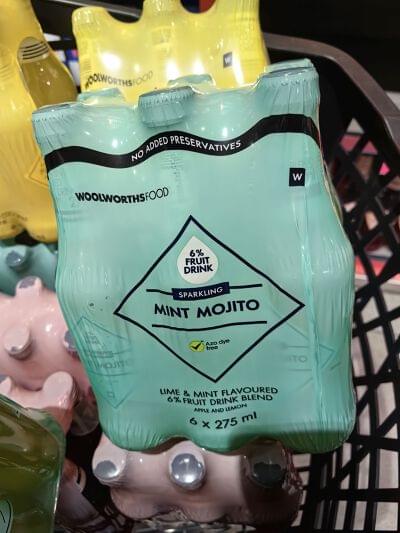 WOOLWORTHSFOOD
W
NO ADDED PRESERVATIVES
WOOLWORTHSFOOD
W
6%
FRUIT
DRINK
SPARKLING
MINT MOJITO
Azo dye
free
LIME & MINT FLAVOURED
6% FRUIT DRINK BLEND
APPLE AND LEMON
6 x 275 ml